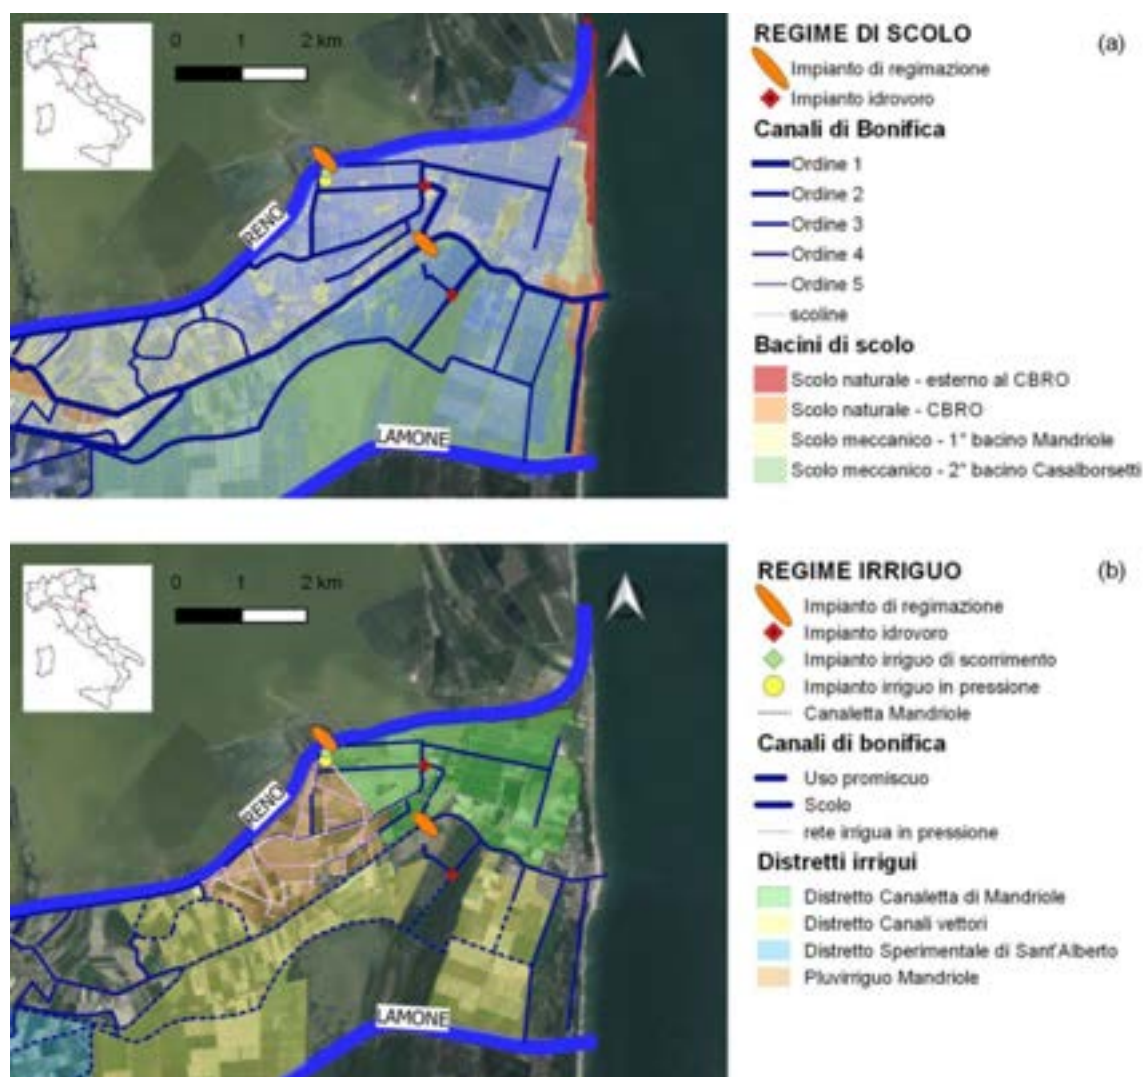 0 1 2 km
RENO
LAMONE
REGIME DI SCOLO
(a)
Impianto di regimazione
Impianto idrovoro
Canali di Bonifica
Ordine 1
Ordine 2
Ordine 3
Ordine 4
Ordine 5
scoline
Bacini di scolo
Scolo naturale - esterno al CBRO
Scolo naturale - CBRO
Scolo meccanico - 1° bacino Mandriole
Scolo meccanico - 2° bacino Casalborsetti
0 1 2 km
RENO
LAMONE
REGIME IRRIGUO
(b)
Impianto di regimazione
Impianto idrovoro
Impianto irriguo di scorrimento
Impianto irriguo in pressione
Canaletta Mandriole
Canali di bonifica
Uso promiscuo
Scolo
rete irrigua in pressione
Distretti irrigui
Distretto Canaletta di Mandriole
Distretto Canali vettori
Distretto Sperimentale di Sant'Alberto
Pluvirriguo Mandriole